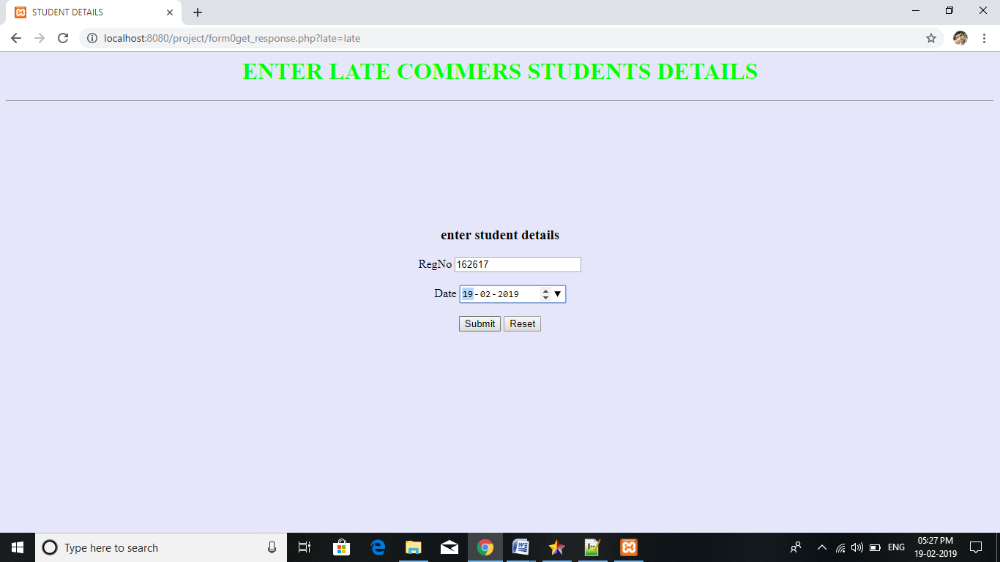 STUDENT DETAILS
localhost:8080/project/form0get_response.php?late=late
ENTER LATE COMMERS STUDENTS DETAILS
enter student details
RegNo 162617
Date 19-02-2019
Submit Reset
Type here to search
ENG
05:27 PM
19-02-2019